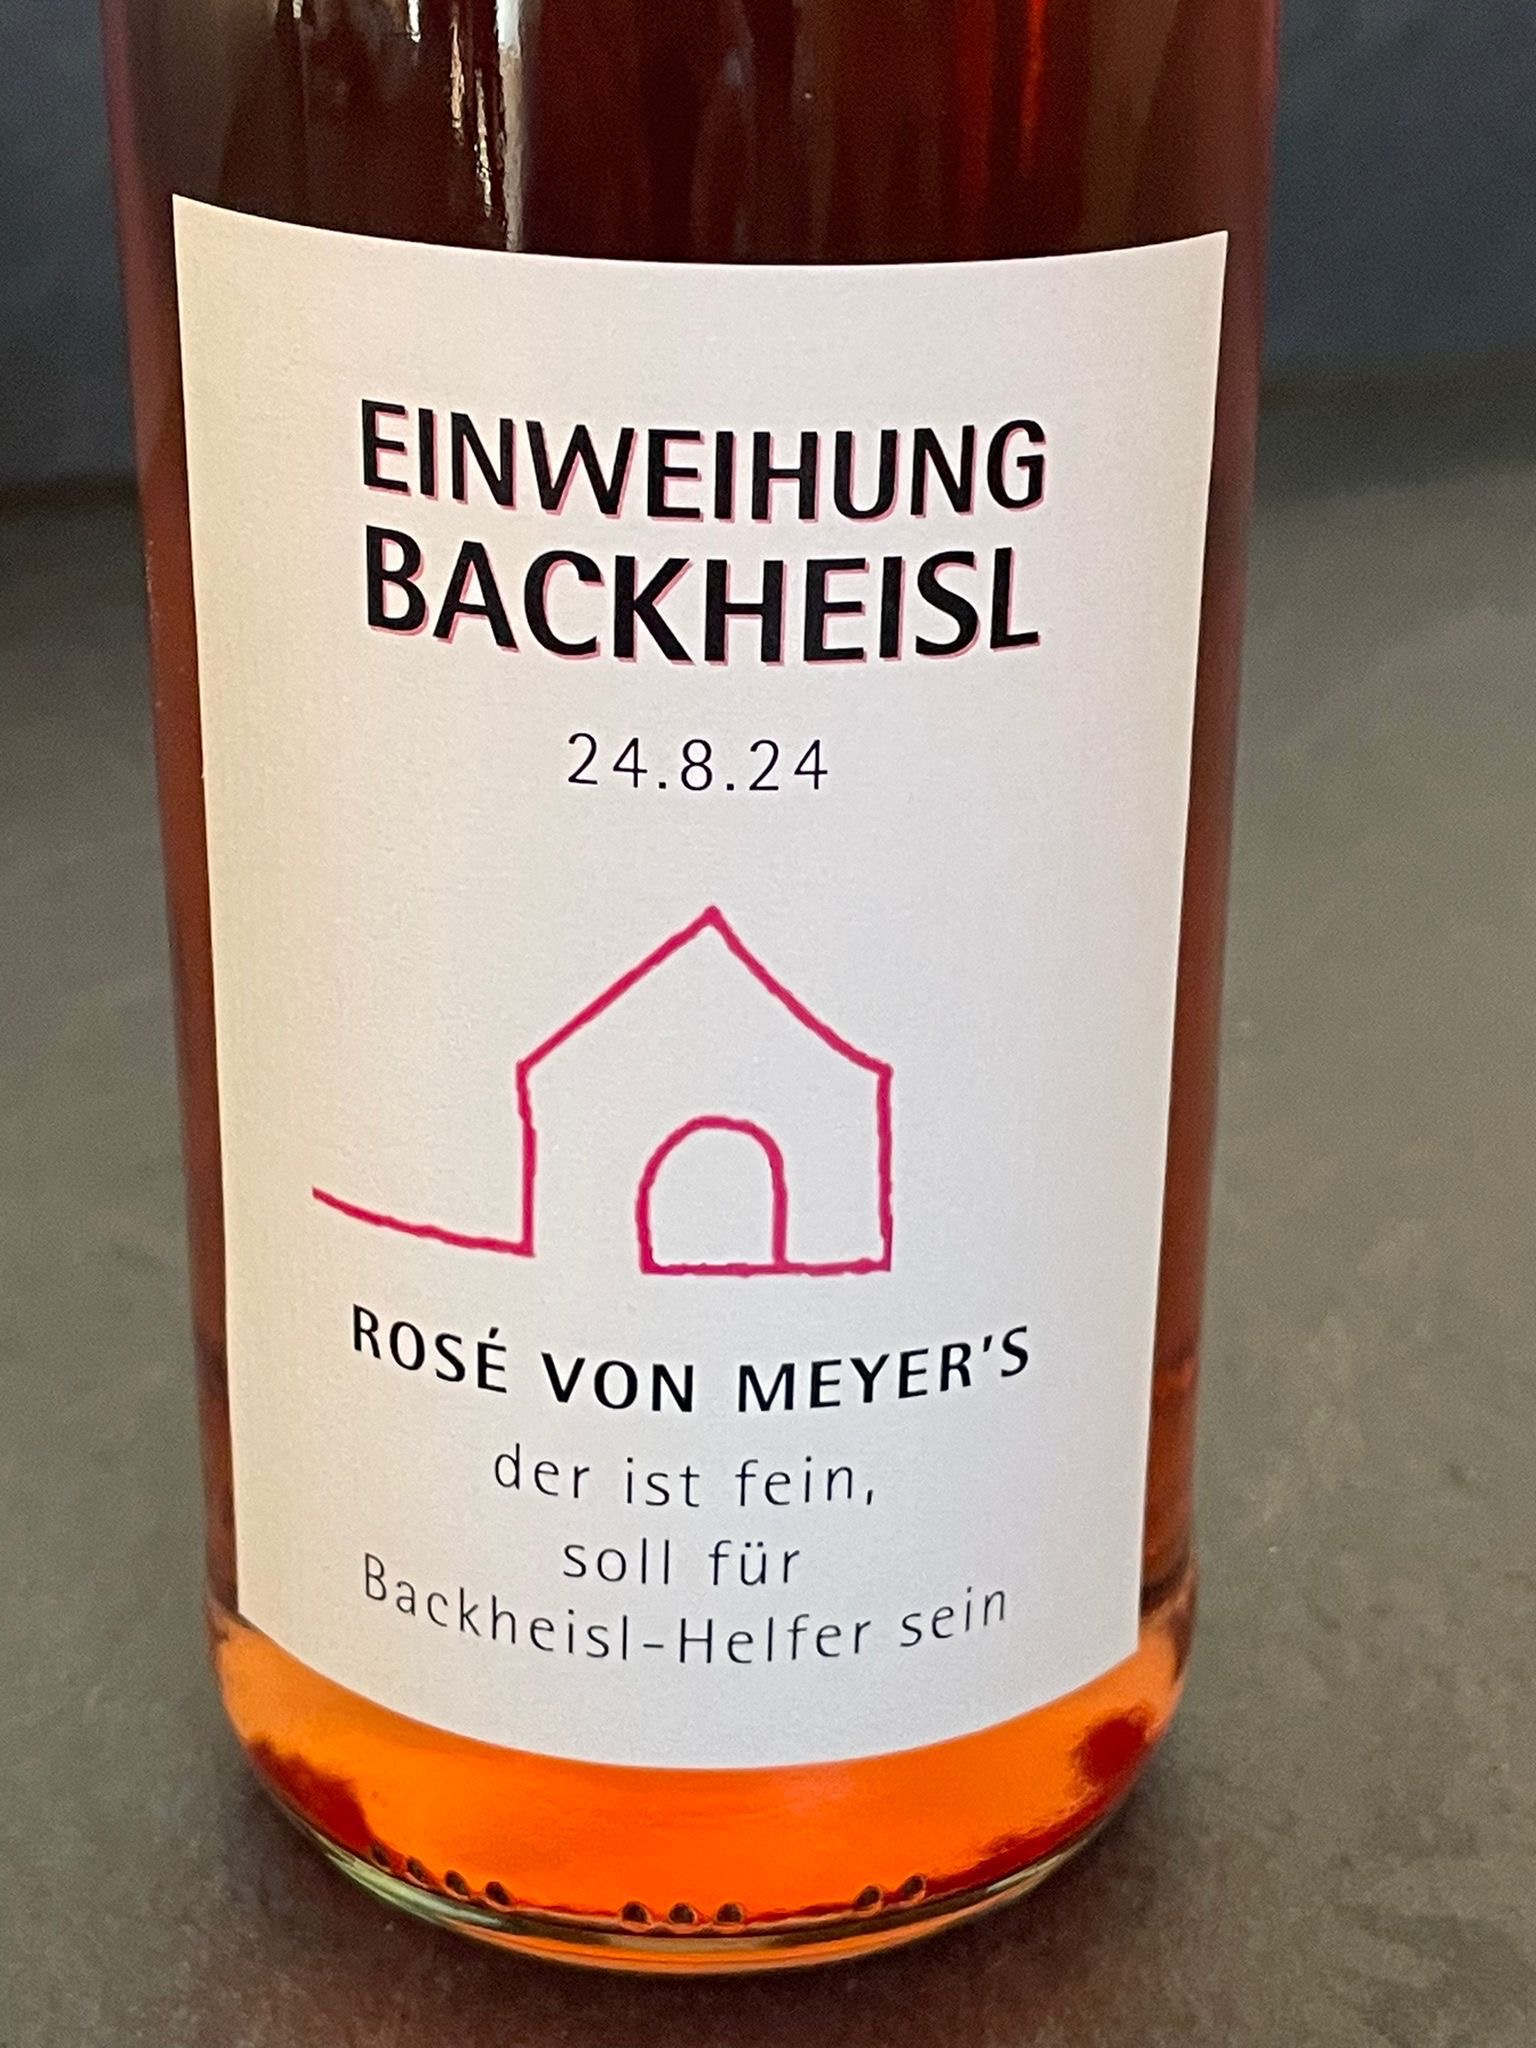 EINWEIHUNG
BACKHEISL
24.8.24
ROSÉ VON MEYER'S
der ist fein,
soll für
Backheisl-Helfer sein